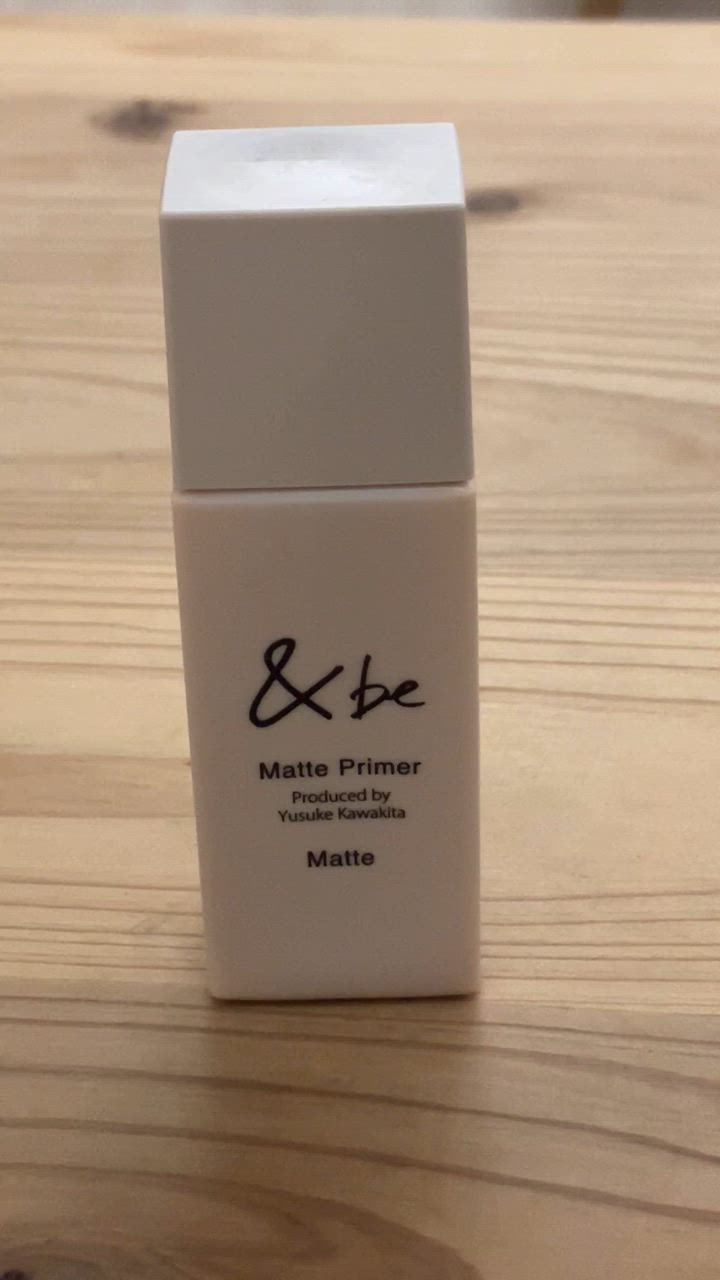 &be
Matte Primer
Produced by
Yusuke Kawakita
Matte